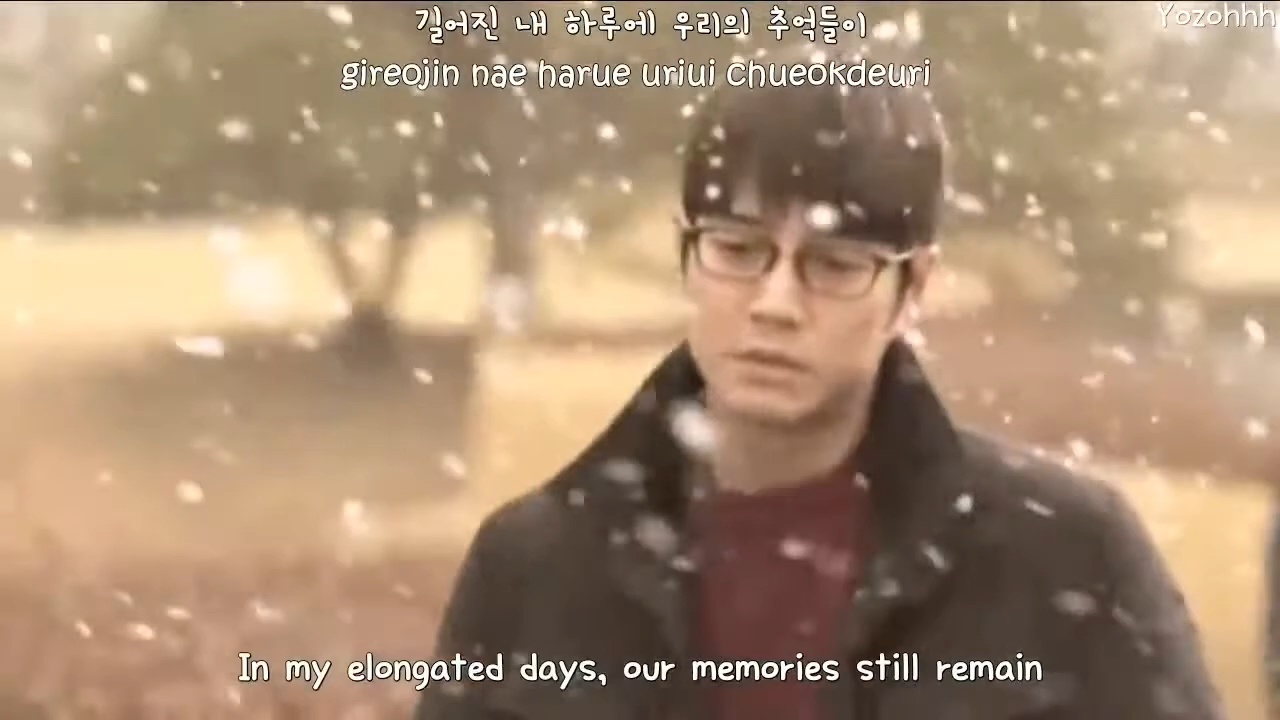 길어진 내 하루에 우리의 추억들이
Yozohhh
gireojin nae harue uriui chueokdeuri
In my elongated days, our memories still remain